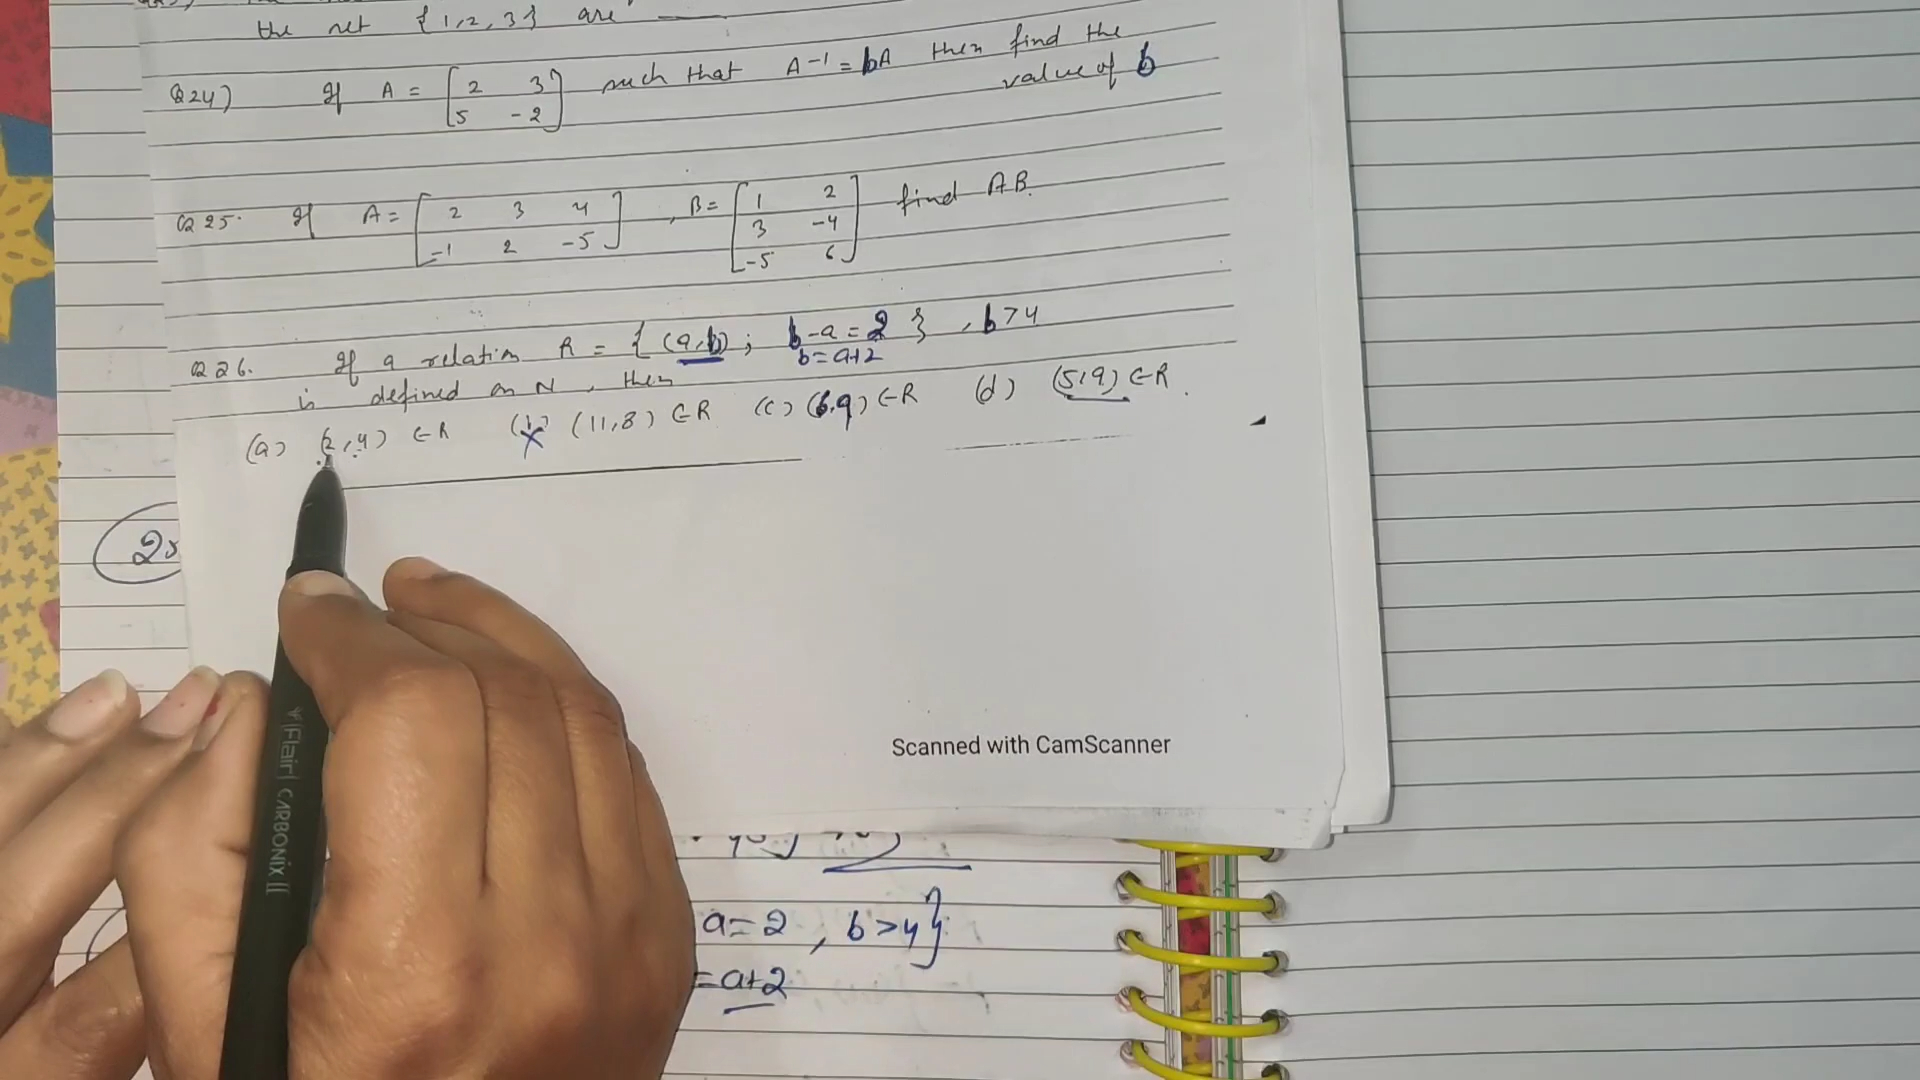 the set {1, 2, 3} are
Q24) If A = [2 3 5 -2] such that A⁻¹ = bA then find the
value of b
Q25. If A = [2 3 4 -1 2 -5], B = [1 2 3 -4 -5 6] find AB.
Q26. If a relation R = {(a,b); b-a=2}, b>4
b=a+2
is defined on N, then
(a) (2,4) ∈R (b) (11,8) ∈R (c) (6,9) ∈R (d) (5,9) ∈R.
25
Flair CARBONiX
Scanned with CamScanner
a=2, b>4}
=a+2